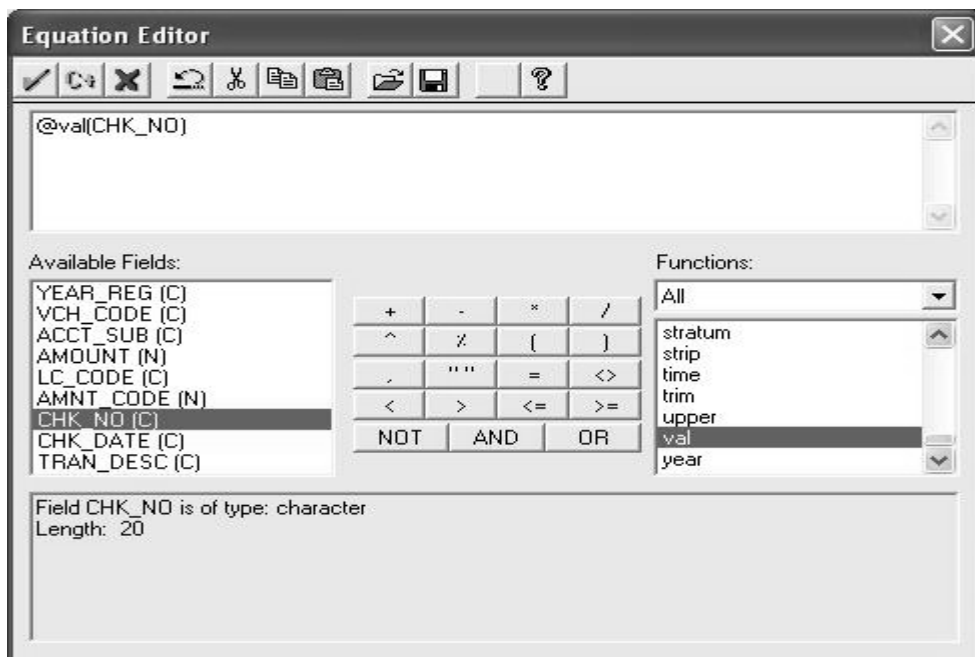 Equation Editor
@val(CHK_NO)
Available Fields:
YEAR_REG (C)
VCH_CODE (C)
ACCT_SUB (C)
AMOUNT (N)
LC_CODE (C)
AMNT_CODE (N)
CHK_NO (C)
CHK_DATE (C)
TRAN_DESC (C)
+ - * /
^ % ( )
, " " = <>
< > <= >=
NOT AND OR
Functions:
All
stratum
strip
time
trim
upper
val
year
Field CHK_NO is of type: character
Length: 20